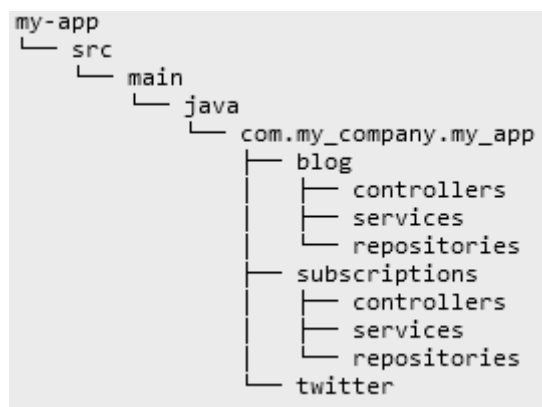 my-app
└── src
    └── main
        └── java
            └── com.my_company.my_app
                ├── blog
                │   ├── controllers
                │   ├── services
                │   └── repositories
                ├── subscriptions
                │   ├── controllers
                │   ├── services
                │   └── repositories
                └── twitter